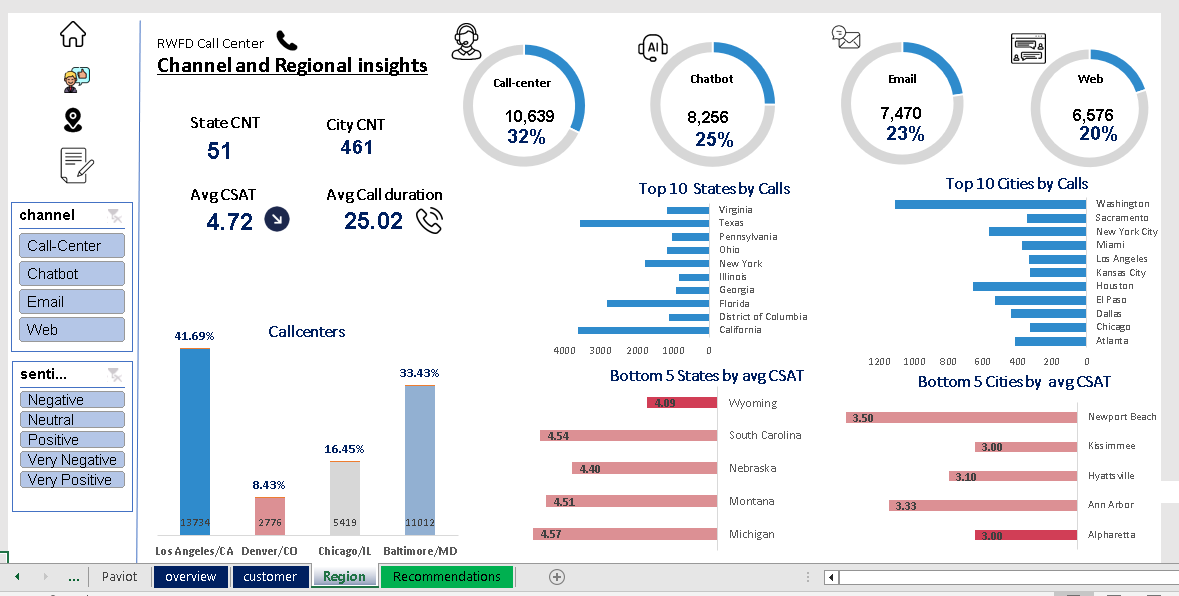 RWFD Call Center
Channel and Regional insights
State CNT
51
City CNT
461
Avg CSAT
4.72
Avg Call duration
25.02
channel
Call-Center
Chatbot
Email
Web
senti...
Negative
Neutral
Positive
Very Negative
Very Positive
Call-center
10,639
32%
AI
Chatbot
8,256
25%
Email
7,470
23%
Web
6,576
20%
Top 10 States by Calls
Virginia
Texas
Pennsylvania
Ohio
New York
Illinois
Georgia
Florida
District of Columbia
California
4000 3000 2000 1000 0
Top 10 Cities by Calls
Washington
Sacramento
New York City
Miami
Los Angeles
Kansas City
Houston
El Paso
Dallas
Chicago
Atlanta
1200 1000 800 600 400 200 0
Callcenters
41.69%
8.43%
16.45%
33.43%
13734 2776 5419 11012
Los Angeles/CA Denver/CO Chicago/IL Baltimore/MD
Bottom 5 States by avg CSAT
4.09 Wyoming
4.54 South Carolina
4.40 Nebraska
4.51 Montana
4.57 Michigan
Bottom 5 Cities by avg CSAT
3.50 Newport Beach
3.00 Kissimmee
3.10 Hyattsville
3.33 Ann Arbor
3.00 Alpharetta
... Paviot overview customer Region Recommendations